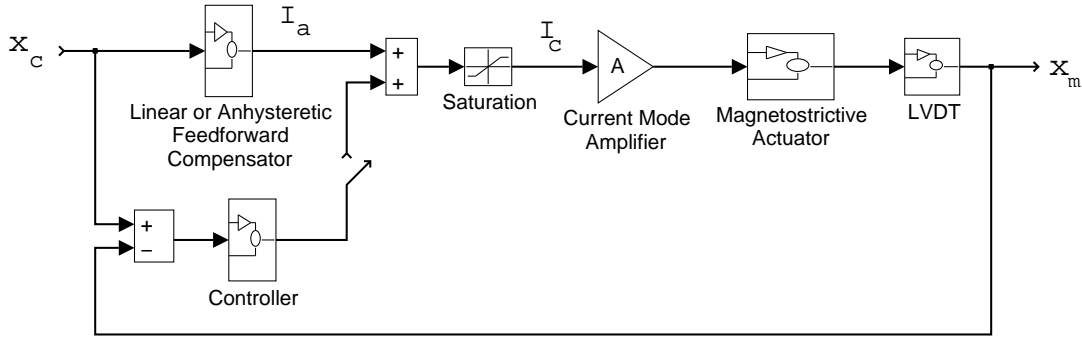 x_c
I_a
+
+
I_c
A
x_m
Linear or Anhysteretic
Feedforward
Compensator
Saturation
Current Mode
Amplifier
Magnetostrictive
Actuator
LVDT
+
−
Controller